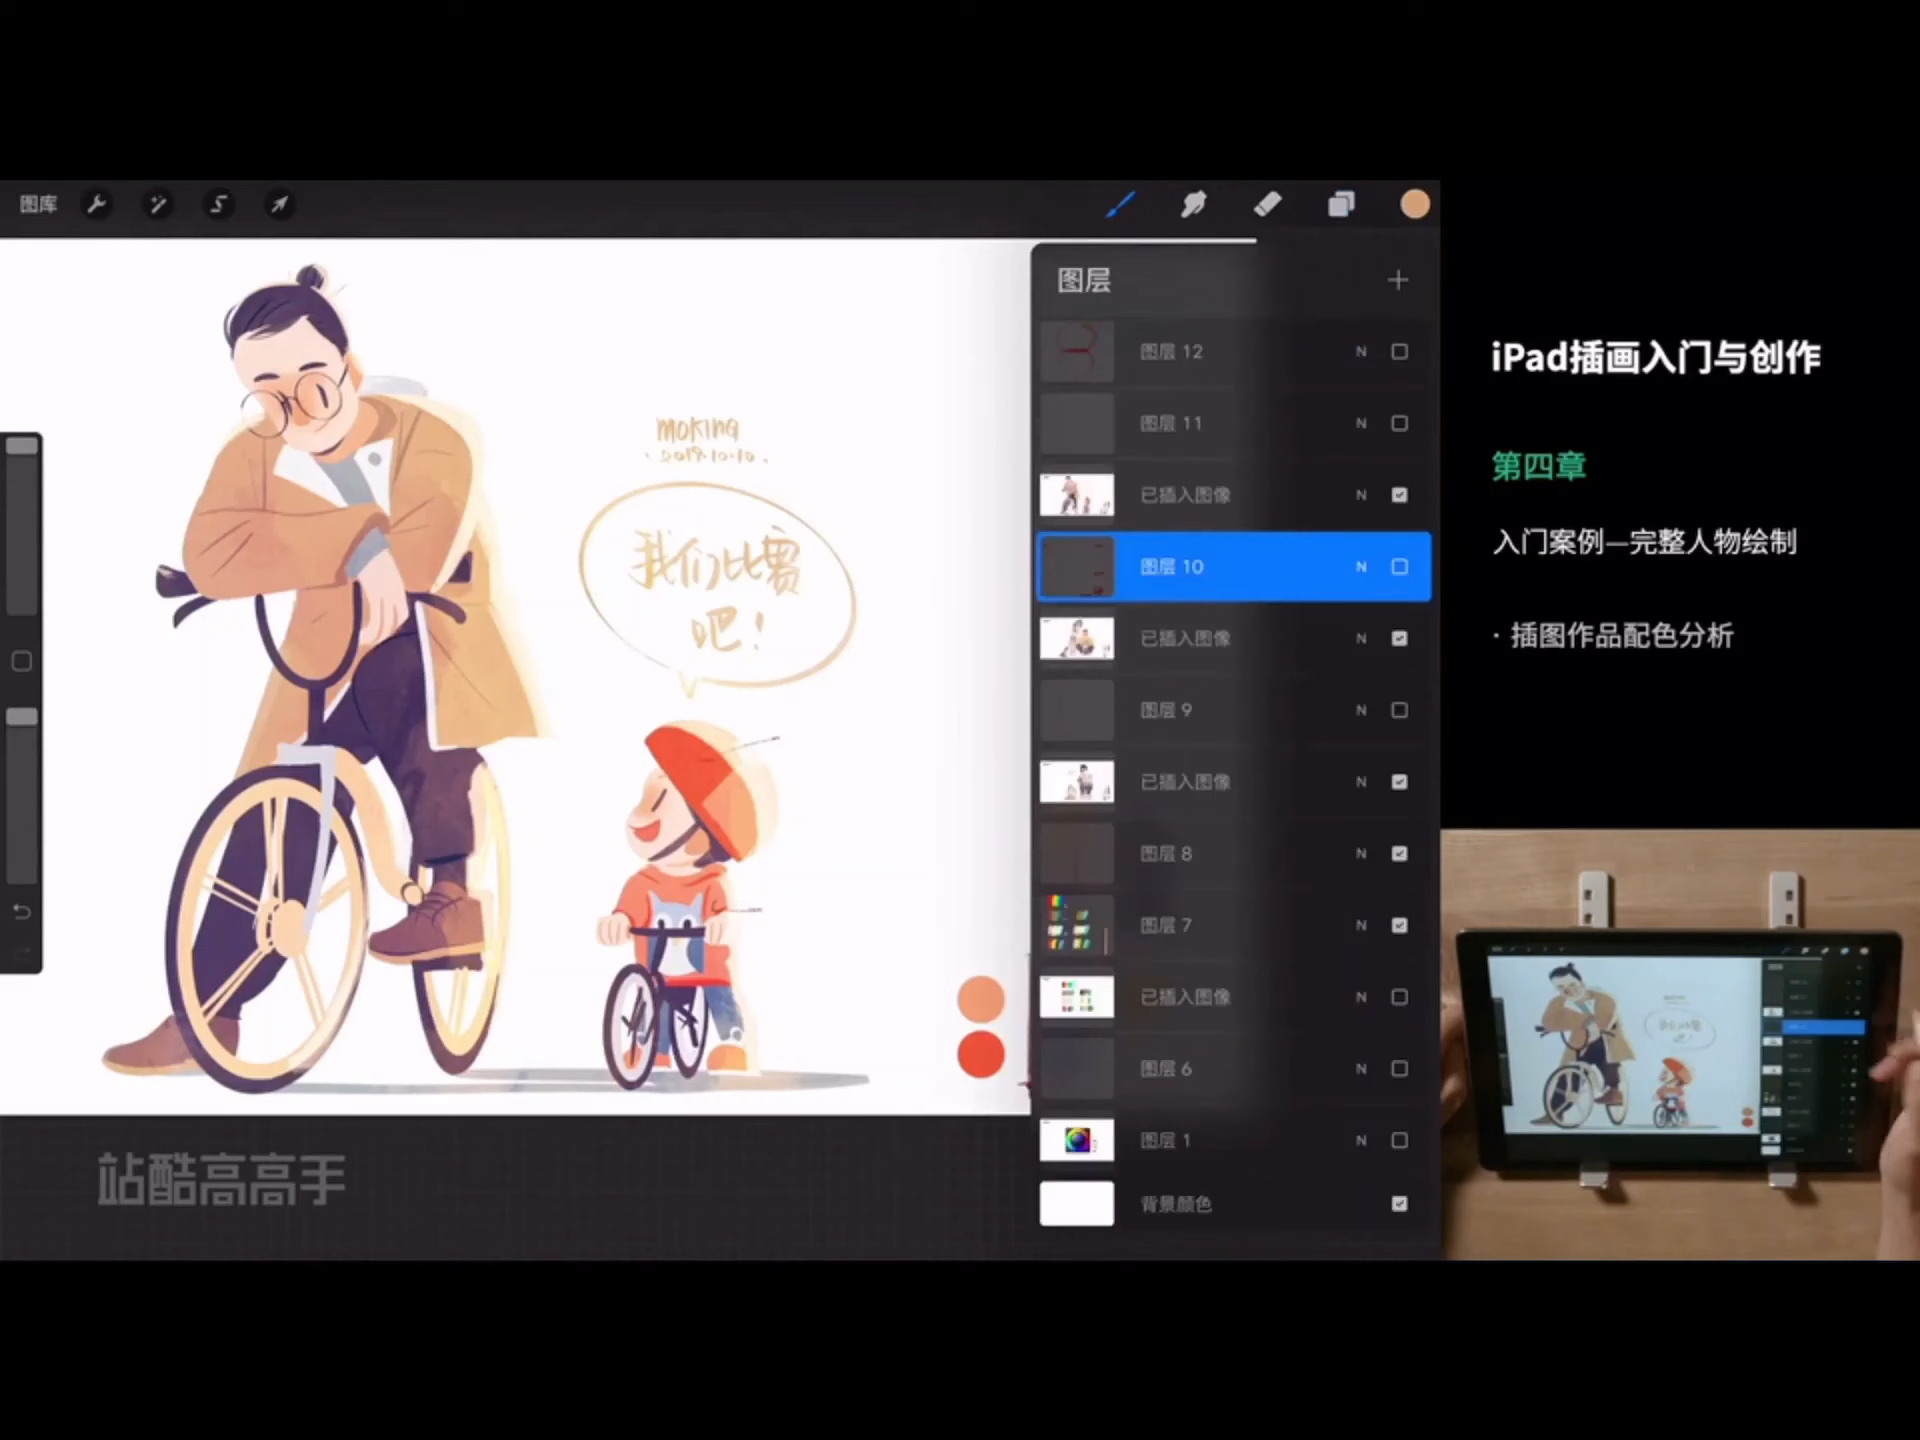 图库
moking
·2019.10.10.
我们比赛
吧！
图层
图层 12 N
图层 11 N
已插入图像 N
图层 10 N
已插入图像 N
图层 9 N
已插入图像 N
图层 8 N
图层 7 N
已插入图像 N
图层 6 N
图层 1 N
背景颜色
站酷高高手
iPad插画入门与创作
第四章
入门案例—完整人物绘制
· 插图作品配色分析